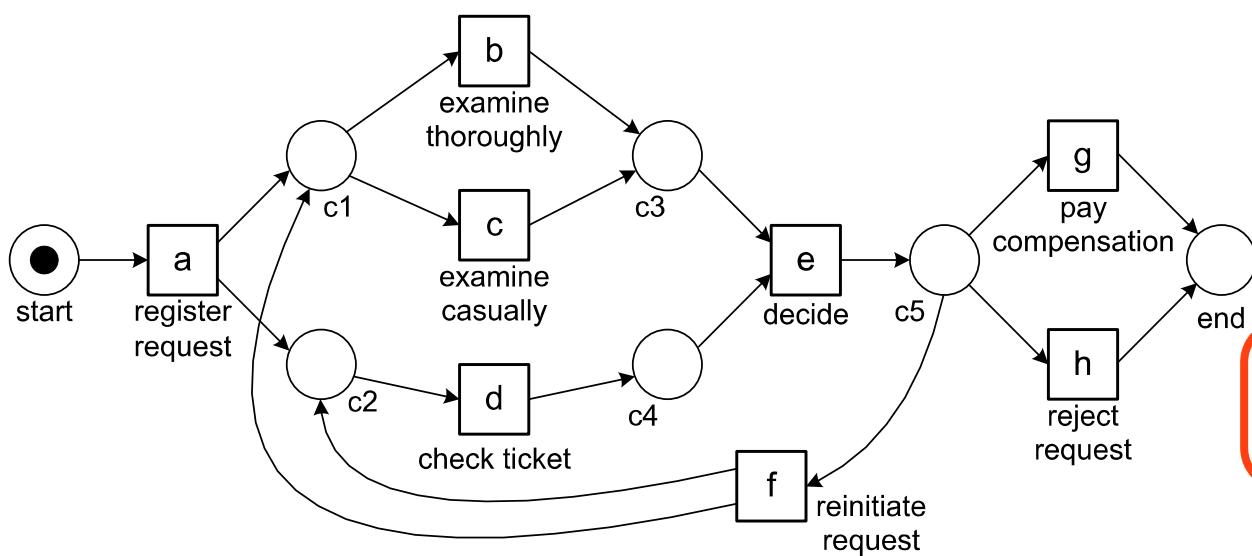 b
examine
thoroughly
c1
c
examine
casually
c3
start
a
register
request
c2
d
check ticket
c4
e
decide
c5
f
reinitiate
request
g
pay
compensation
h
reject
request
end